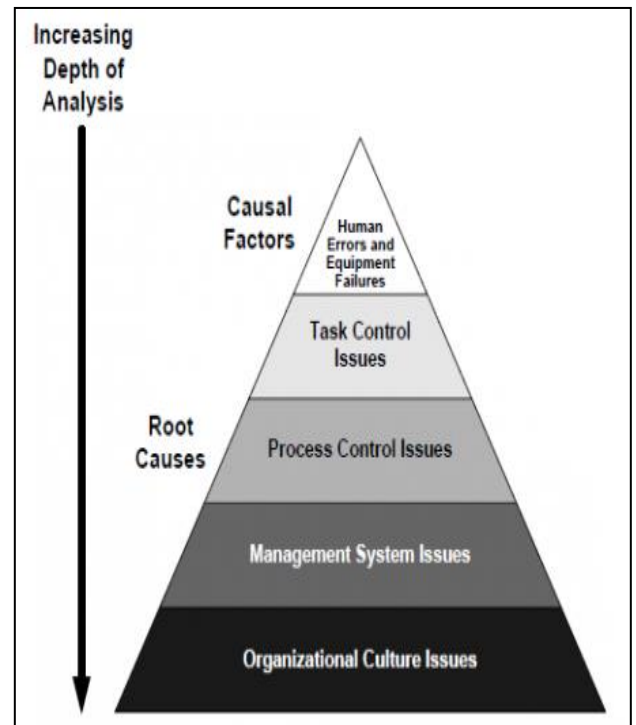 Increasing
Depth of
Analysis
Causal
Factors
Human
Errors and
Equipment
Failures
Task Control
Issues
Root
Causes
Process Control Issues
Management System Issues
Organizational Culture Issues